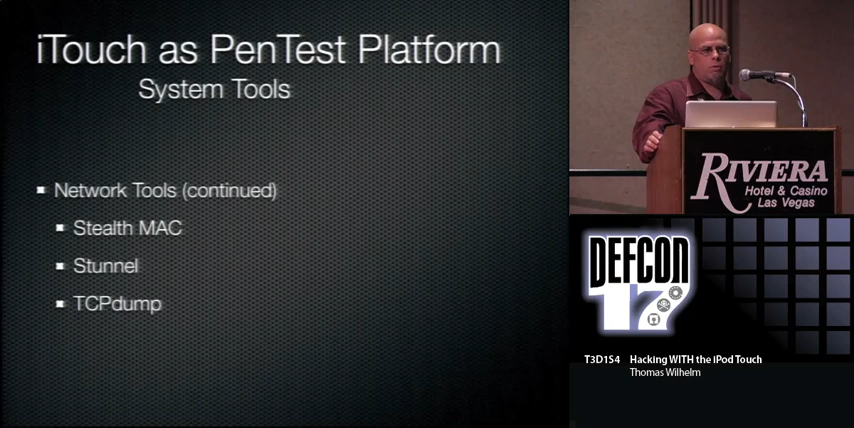 iTouch as PenTest Platform
System Tools
Network Tools (continued)
Stealth MAC
Stunnel
TCPdump
RIVIERA
Hotel & Casino
Las Vegas
DEFCON
17
T3D1S4 Hacking WITH the iPod Touch
Thomas Wilhelm